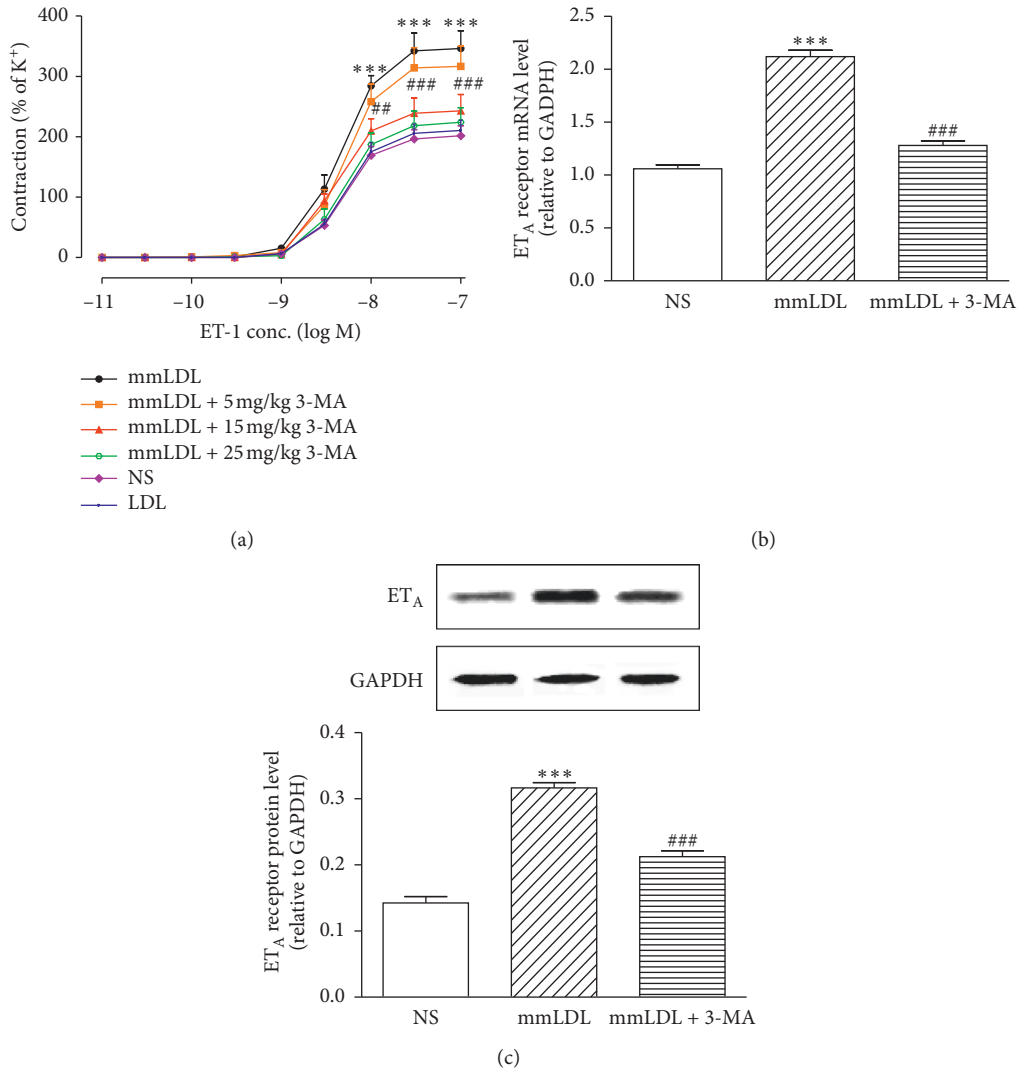 400
300
200
100
0
Contraction (% of K⁺)
*** ***
***
### ###
##
–11 –10 –9 –8 –7
ET-1 conc. (log M)
mmLDL
mmLDL + 5 mg/kg 3-MA
mmLDL + 15 mg/kg 3-MA
mmLDL + 25 mg/kg 3-MA
NS
LDL
(a)
2.5
2.0
1.5
1.0
0.5
0.0
ET_A receptor mRNA level
(relative to GADPH)
***
###
NS mmLDL mmLDL + 3-MA
(b)
ET_A
GAPDH
0.4
0.3
0.2
0.1
0.0
ET_A receptor protein level
(relative to GAPDH)
***
###
NS mmLDL mmLDL + 3-MA
(c)